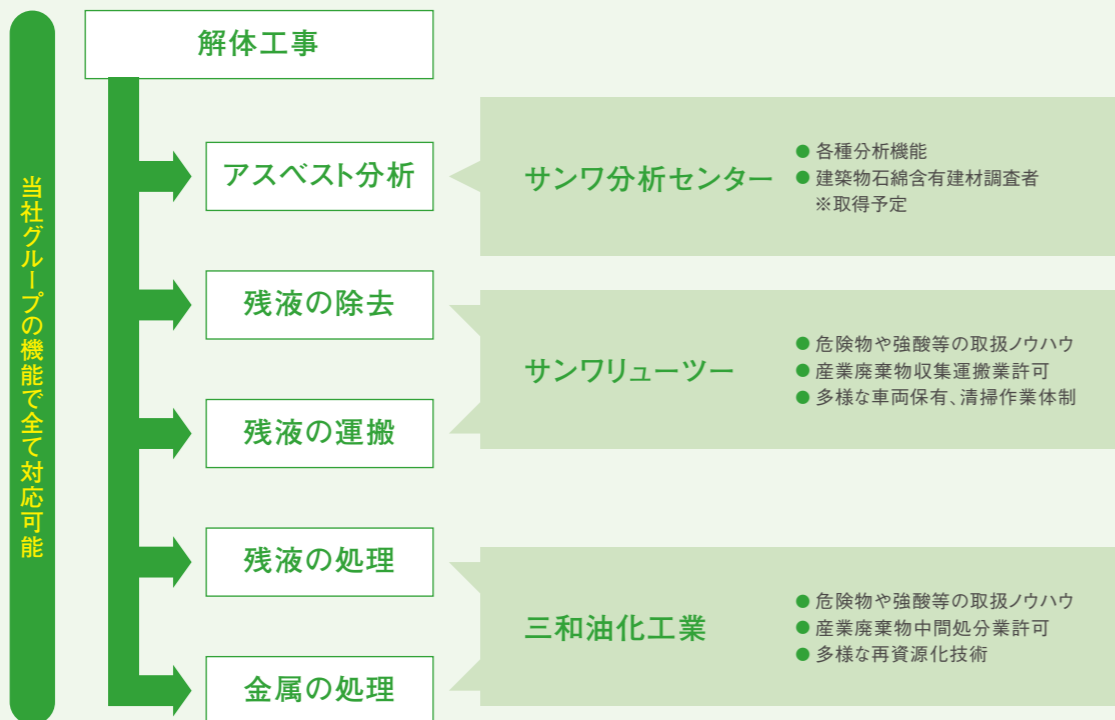 当社グループの機能で全て対応可能
解体工事
アスベスト分析
サンワ分析センター
● 各種分析機能
● 建築物石綿含有建材調査者
※取得予定
残液の除去
残液の運搬
サンワリューツー
● 危険物や強酸等の取扱ノウハウ
● 産業廃棄物収集運搬業許可
● 多様な車両保有、清掃作業体制
残液の処理
金属の処理
三和油化工業
● 危険物や強酸等の取扱ノウハウ
● 産業廃棄物中間処分業許可
● 多様な再資源化技術